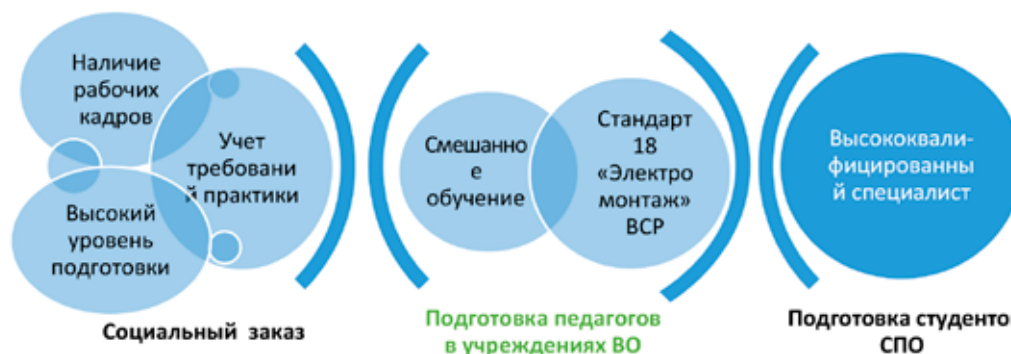 Наличие
рабочих
кадров
Учет
требовани
й практики
Высокий
уровень
подготовки
Социальный заказ
Смешанно
е
обучение
Стандарт
18
«Электро
монтаж»
ВСР
Подготовка педагогов
в учреждениях ВО
Высококвали-
фицированны
й специалист
Подготовка студенто
СПО